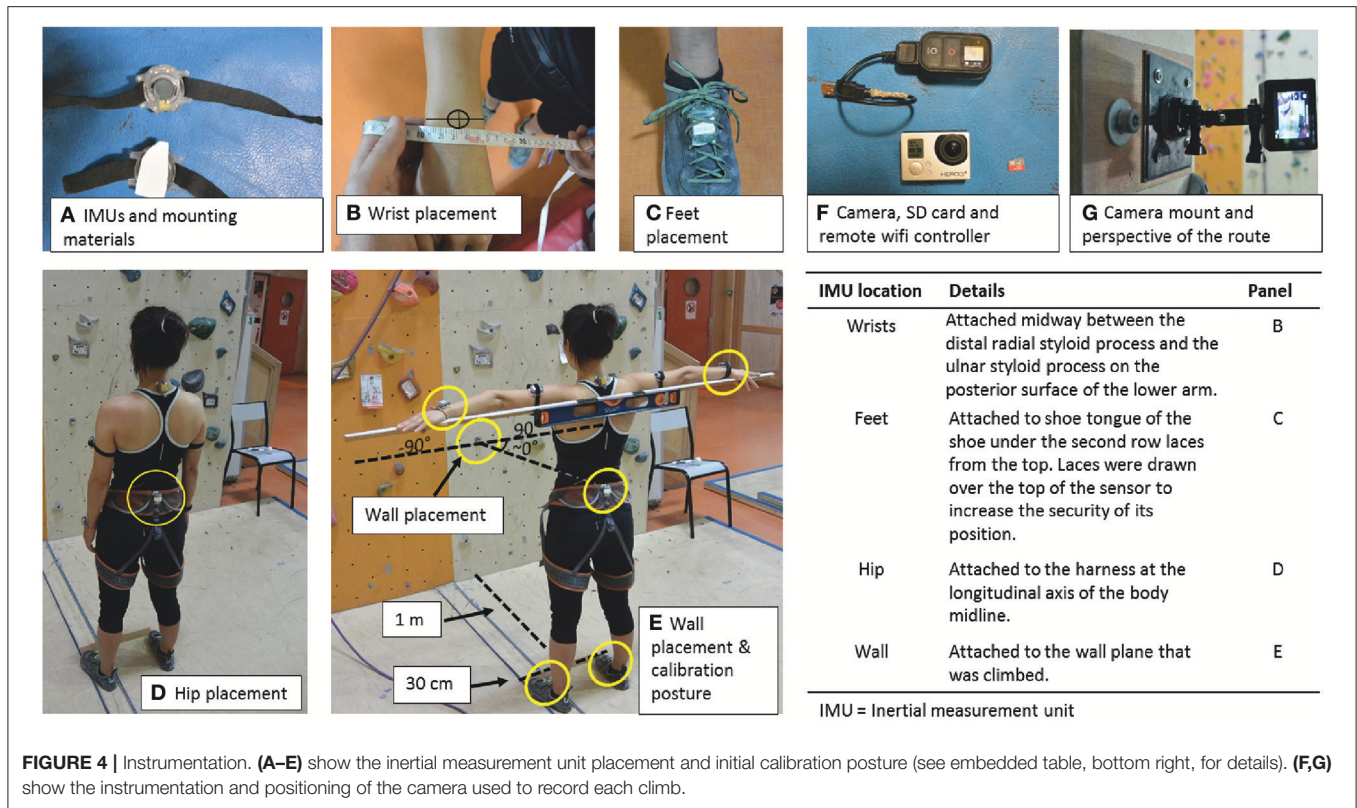 A IMUs and mounting
materials
B Wrist placement
C Feet
placement
F Camera, SD card and
remote wifi controller
G Camera mount and
perspective of the route
HERO3+
D Hip placement
-90°
90
~0°
Wall placement
1 m
30 cm
E Wall
placement &
calibration
posture
IMU location Details Panel
Wrists Attached midway between the B
distal radial styloid process and the
ulnar styloid process on the
posterior surface of the lower arm.
Feet Attached to shoe tongue of the C
shoe under the second row laces
from the top. Laces were drawn
over the top of the sensor to
increase the security of its
position.
Hip Attached to the harness at the D
longitudinal axis of the body
midline.
Wall Attached to the wall plane that E
was climbed.
IMU = Inertial measurement unit
FIGURE 4 | Instrumentation. (A–E) show the inertial measurement unit placement and initial calibration posture (see embedded table, bottom right, for details). (F,G)
show the instrumentation and positioning of the camera used to record each climb.